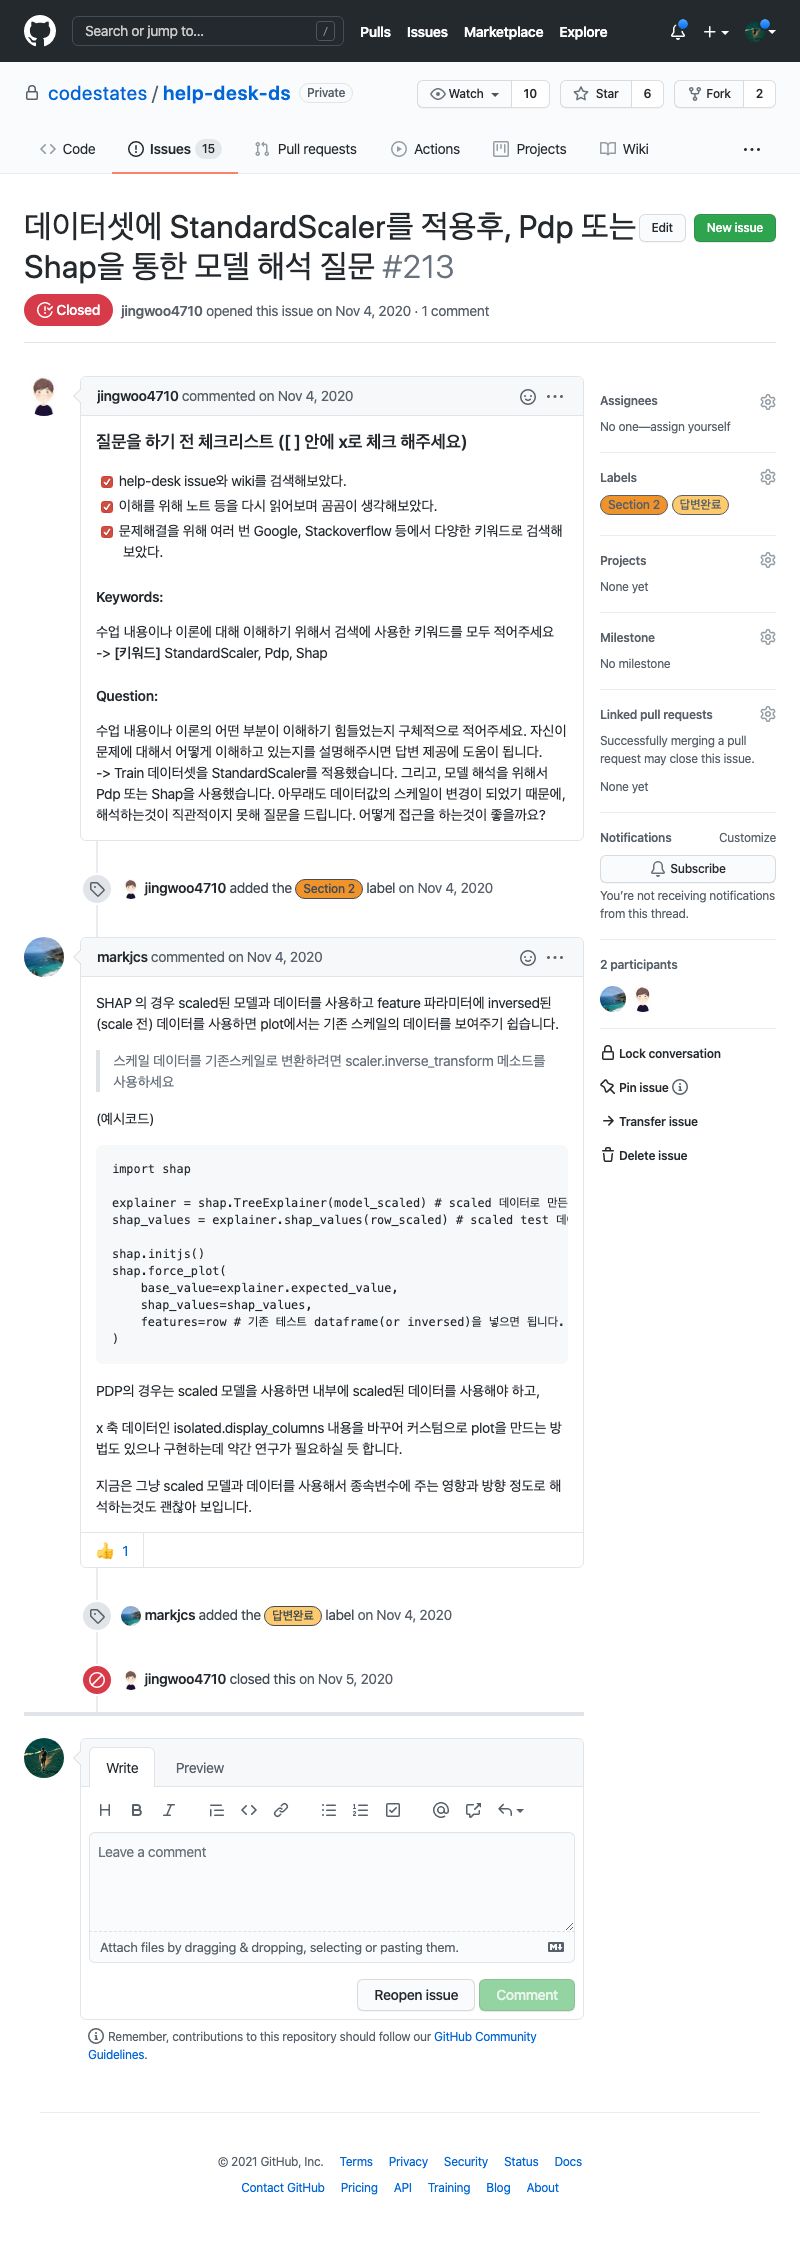 Search or jump to... /
Pulls Issues Marketplace Explore
codestates / help-desk-ds Private
Watch 10 Star 6 Fork 2
Code Issues 15 Pull requests Actions Projects Wiki
데이터셋에 StandardScaler를 적용후, Pdp 또는
Shap을 통한 모델 해석 질문 #213
Edit New issue
Closed jingwoo4710 opened this issue on Nov 4, 2020 · 1 comment
jingwoo4710 commented on Nov 4, 2020
질문을 하기 전 체크리스트 ([ ] 안에 x로 체크 해주세요)
help-desk issue와 wiki를 검색해보았다.
이해를 위해 노트 등을 다시 읽어보며 곰곰이 생각해보았다.
문제해결을 위해 여러 번 Google, Stackoverflow 등에서 다양한 키워드로 검색해
보았다.
Keywords:
수업 내용이나 이론에 대해 이해하기 위해서 검색에 사용한 키워드를 모두 적어주세요
-> [키워드] StandardScaler, Pdp, Shap
Question:
수업 내용이나 이론의 어떤 부분이 이해하기 힘들었는지 구체적으로 적어주세요. 자신이
문제에 대해서 어떻게 이해하고 있는지를 설명해주시면 답변 제공에 도움이 됩니다.
-> Train 데이터셋을 StandardScaler를 적용했습니다. 그리고, 모델 해석을 위해서
Pdp 또는 Shap을 사용했습니다. 아무래도 데이터값의 스케일이 변경이 되었기 때문에,
해석하는것이 직관적이지 못해 질문을 드립니다. 어떻게 접근을 하는것이 좋을까요?
jingwoo4710 added the Section 2 label on Nov 4, 2020
markjcs commented on Nov 4, 2020
SHAP 의 경우 scaled된 모델과 데이터를 사용하고 feature 파라미터에 inversed된
(scale 전) 데이터를 사용하면 plot에서는 기존 스케일의 데이터를 보여주기 쉽습니다.
스케일 데이터를 기존스케일로 변환하려면 scaler.inverse_transform 메소드를
사용하세요
(예시코드)
import shap
explainer = shap.TreeExplainer(model_scaled) # scaled 데이터로 만든
shap_values = explainer.shap_values(row_scaled) # scaled test
shap.initjs()
shap.force_plot(
base_value=explainer.expected_value,
shap_values=shap_values,
features=row # 기존 테스트 dataframe(or inversed)을 넣으면 됩니다.
)
PDP의 경우는 scaled 모델을 사용하면 내부에 scaled된 데이터를 사용해야 하고,
x 축 데이터인 isolated.display_columns 내용을 바꾸어 커스텀으로 plot을 만드는 방
법도 있으나 구현하는데 약간 연구가 필요하실 듯 합니다.
지금은 그냥 scaled 모델과 데이터를 사용해서 종속변수에 주는 영향과 방향 정도로 해
석하는것도 괜찮아 보입니다.
👍 1
markjcs added the 답변완료 label on Nov 4, 2020
jingwoo4710 closed this on Nov 5, 2020
Assignees
No one—assign yourself
Labels
Section 2 답변완료
Projects
None yet
Milestone
No milestone
Linked pull requests
Successfully merging a pull
request may close this issue.
None yet
Notifications Customize
Subscribe
You're not receiving notifications
from this thread.
2 participants
Lock conversation
Pin issue
Transfer issue
Delete issue
Write Preview
Leave a comment
Attach files by dragging & dropping, selecting or pasting them.
Reopen issue Comment
Remember, contributions to this repository should follow our GitHub Community
Guidelines.
© 2021 GitHub, Inc. Terms Privacy Security Status Docs
Contact GitHub Pricing API Training Blog About